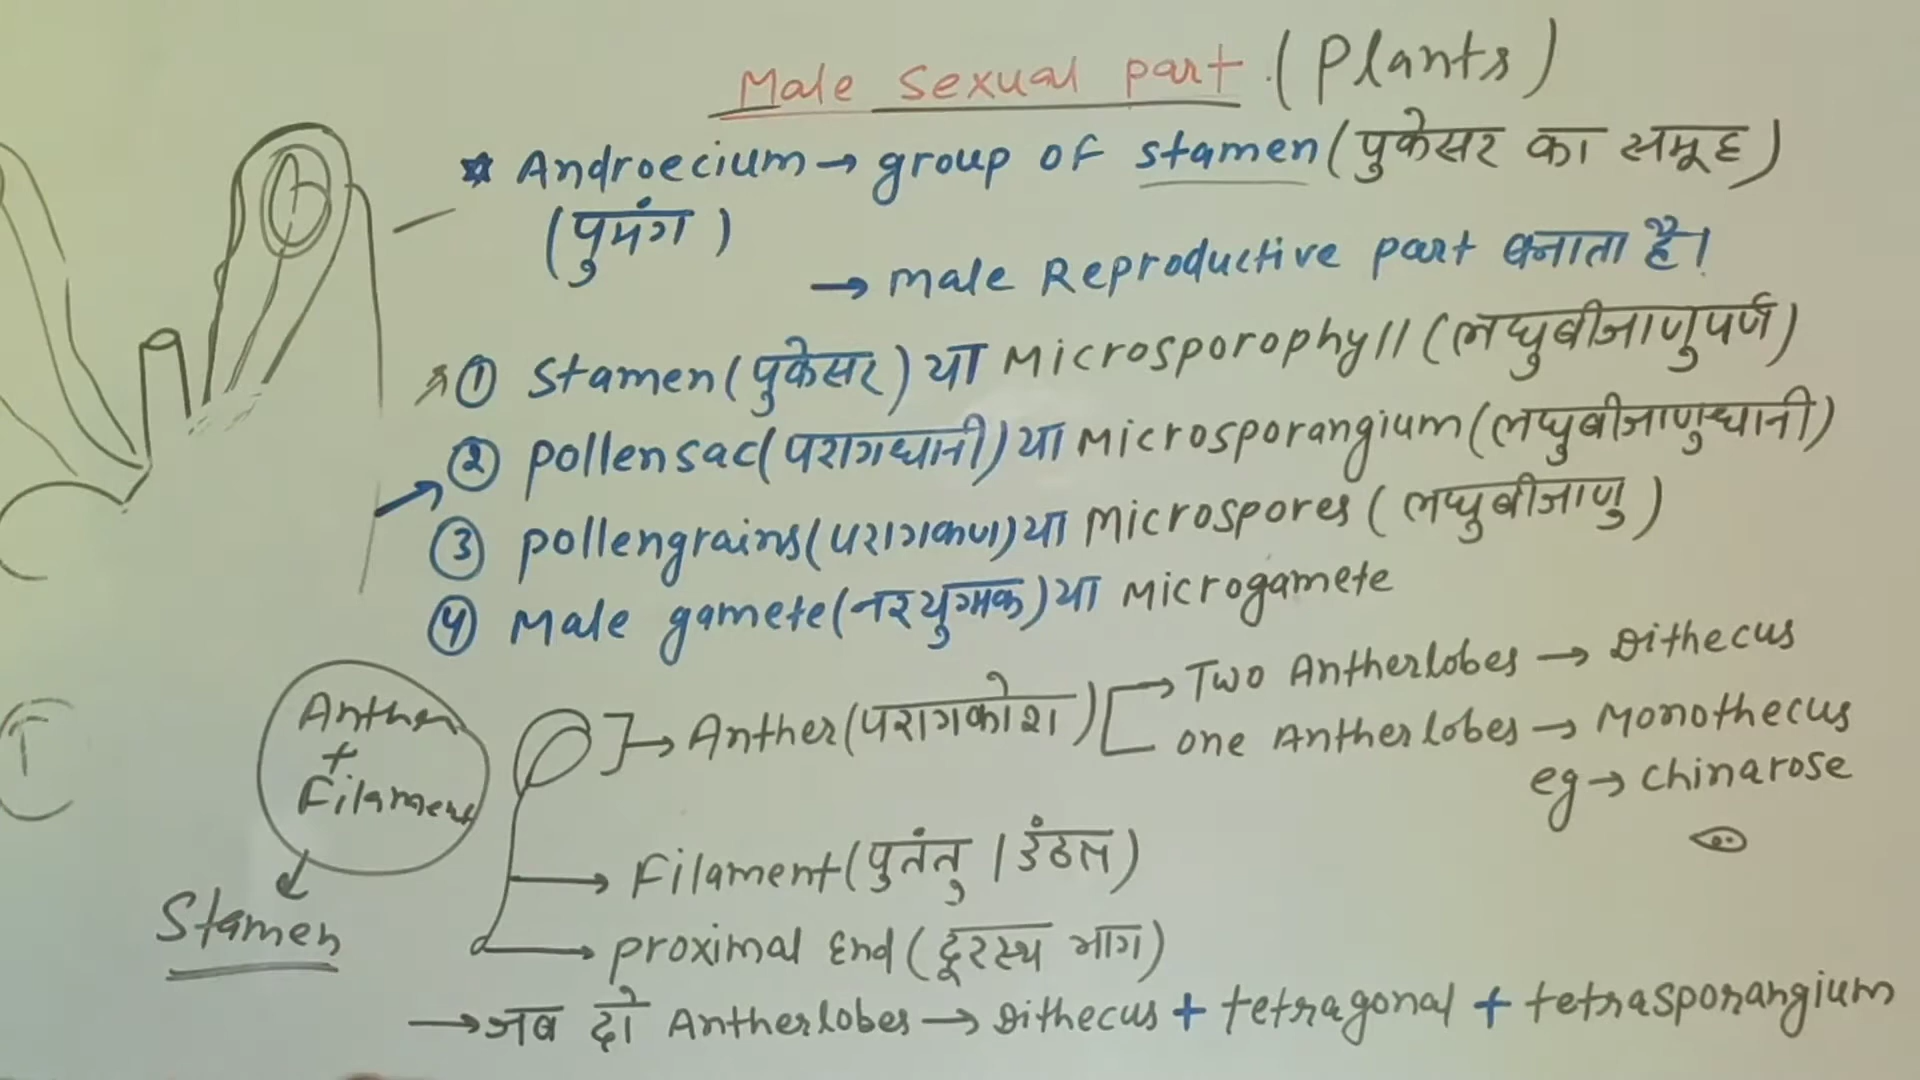 Male sexual part (Plants)
* Androecium → group of stamen (पुकेसर का समूह)
(पुमंग)
→ male Reproductive part बनाता है।
① Stamen (पुकेसर) या Microsporophyll (लघुबीजाणुपर्ण)
② pollensac (परागधानी) या Microsporangium (लघुबीजाणुधानी)
③ pollengrains (परागकण) या Microspores (लघुबीजाणु)
④ Male gamete (नरयुग्मक) या Microgamete
Anther
+
Filament
Stamen
Anther (परागकोश)
→ Two Antherlobes → Dithecus
one Antherlobes → Monothecus
eg → chinarose
→ Filament (पुतंतु / डंठल)
→ proximal End (दूरस्थ भाग)
→ जब दो Antherlobes → Dithecus + tetragonal + tetrasporangium